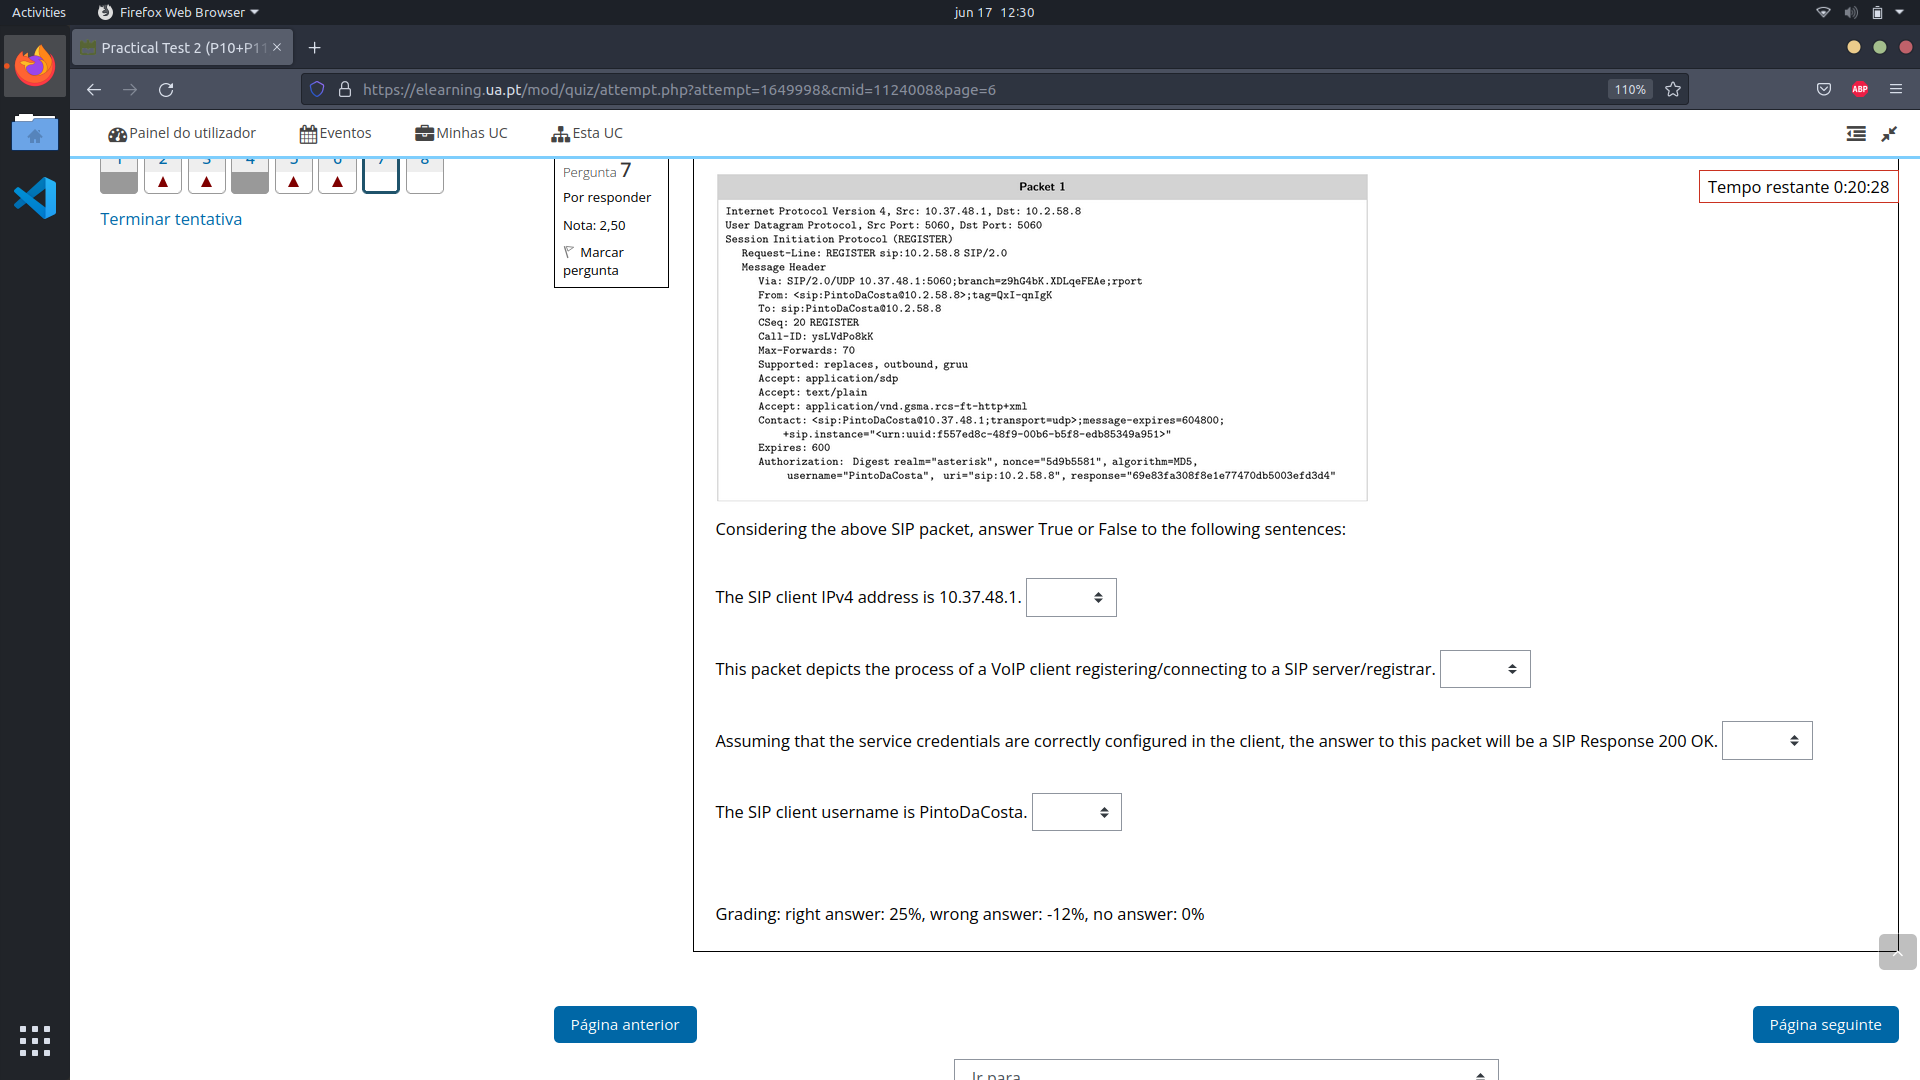 Activities
Firefox Web Browser
jun 17 12:30
Practical Test 2 (P10+P11
https://elearning.ua.pt/mod/quiz/attempt.php?attempt=1649998&cmid=1124008&page=6
110%
ABP
Painel do utilizador
Eventos
Minhas UC
Esta UC
1 2 3 4 5 6 7 8
Terminar tentativa
Pergunta 7
Por responder
Nota: 2,50
Marcar
pergunta
Tempo restante 0:20:28
Packet 1
Internet Protocol Version 4, Src: 10.37.48.1, Dst: 10.2.58.8
User Datagram Protocol, Src Port: 5060, Dst Port: 5060
Session Initiation Protocol (REGISTER)
Request-Line: REGISTER sip:10.2.58.8 SIP/2.0
Message Header
Via: SIP/2.0/UDP 10.37.48.1:5060;branch=z9hG4bK.XDLqeFEAe;rport
From: <sip:PintoDaCosta@10.2.58.8>;tag=QxI-qnIgK
To: sip:PintoDaCosta@10.2.58.8
CSeq: 20 REGISTER
Call-ID: ysLVdPo8kK
Max-Forwards: 70
Supported: replaces, outbound, gruu
Accept: application/sdp
Accept: text/plain
Accept: application/vnd.gsma.rcs-ft-http+xml
Contact: <sip:PintoDaCosta@10.37.48.1;transport=udp>;message-expires=604800;
+sip.instance="<urn:uuid:f557ed8c-48f9-00b6-b5f8-edb85349a951>"
Expires: 600
Authorization: Digest realm="asterisk", nonce="5d9b5581", algorithm=MD5,
username="PintoDaCosta", uri="sip:10.2.58.8", response="69e83fa308f8e1e77470db5003efd3d4"
Considering the above SIP packet, answer True or False to the following sentences:
The SIP client IPv4 address is 10.37.48.1.
This packet depicts the process of a VoIP client registering/connecting to a SIP server/registrar.
Assuming that the service credentials are correctly configured in the client, the answer to this packet will be a SIP Response 200 OK.
The SIP client username is PintoDaCosta.
Grading: right answer: 25%, wrong answer: -12%, no answer: 0%
Página anterior
Página seguinte
Ir para